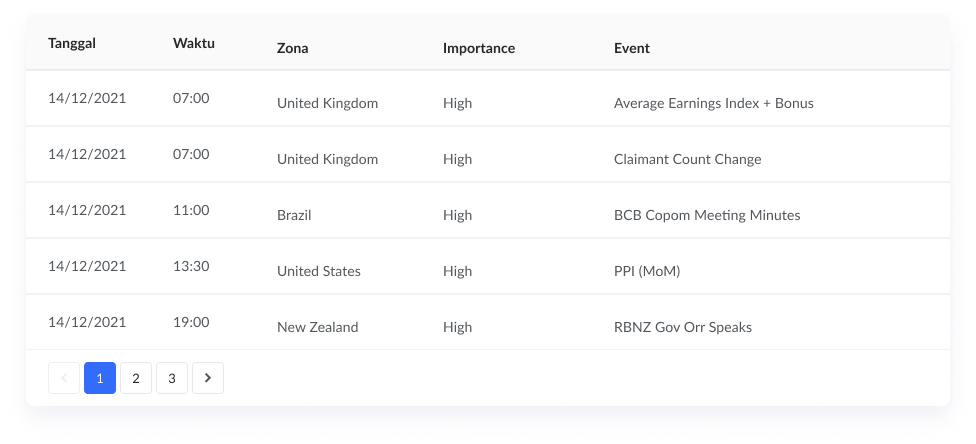 Tanggal Waktu Zona Importance Event
14/12/2021 07:00 United Kingdom High Average Earnings Index + Bonus
14/12/2021 07:00 United Kingdom High Claimant Count Change
14/12/2021 11:00 Brazil High BCB Copom Meeting Minutes
14/12/2021 13:30 United States High PPI (MoM)
14/12/2021 19:00 New Zealand High RBNZ Gov Orr Speaks
1 2 3